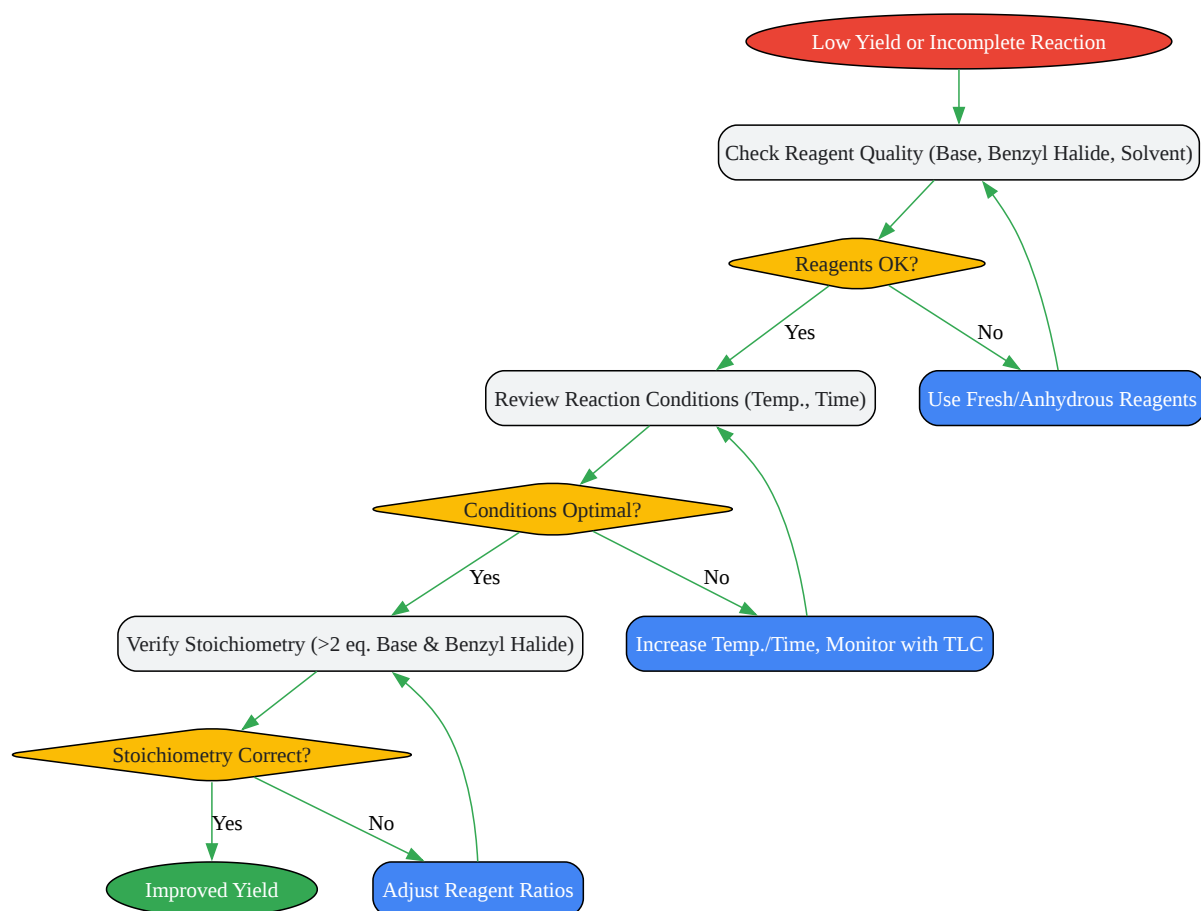 Low Yield or Incomplete Reaction
Check Reagent Quality (Base, Benzyl Halide, Solvent)
Reagents OK?
Yes
No
Review Reaction Conditions (Temp., Time)
Use Fresh/Anhydrous Reagents
Conditions Optimal?
Yes
No
Verify Stoichiometry (>2 eq. Base & Benzyl Halide)
Increase Temp./Time, Monitor with TLC
Stoichiometry Correct?
Yes
No
Improved Yield
Adjust Reagent Ratios